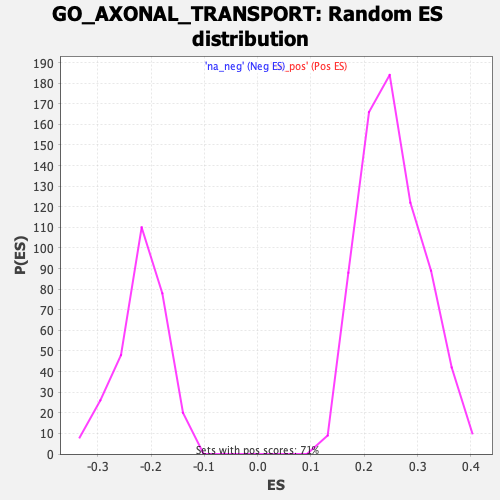 GO_AXONAL_TRANSPORT: Random ES
distribution
'na_neg' (Neg ES)_pos' (Pos ES)
190
180
170
160
150
140
130
120
110
100
90
80
70
60
50
40
30
20
10
0
P(ES)
Sets with pos scores: 71%
-0.3 -0.2 -0.1 0.0 0.1 0.2 0.3 0.4
ES